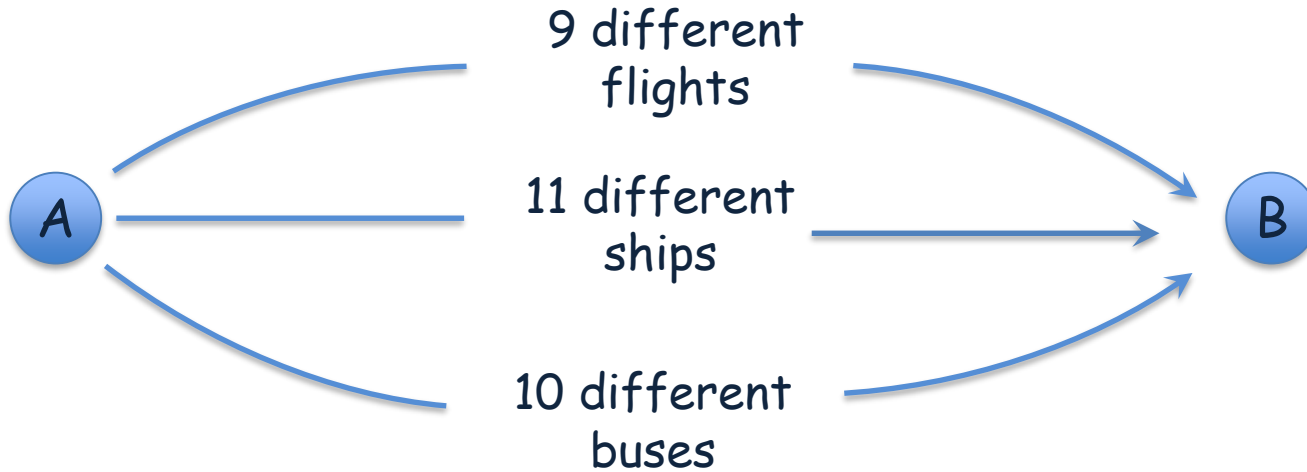 9 different
flights
A
11 different
ships
B
10 different
buses